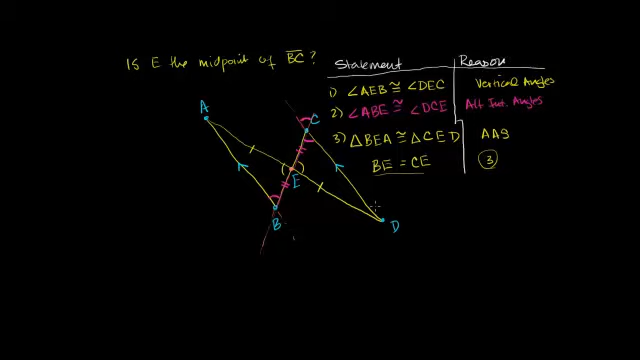 Is E the midpoint of BC?
Statement Reason
1) ∠AEB ≅ ∠DEC Vertical Angles
2) ∠ABE ≅ ∠DCE Alt Int. Angles
3) △BEA ≅ △CED AAS
BE = CE 3
A
C
E
B
D